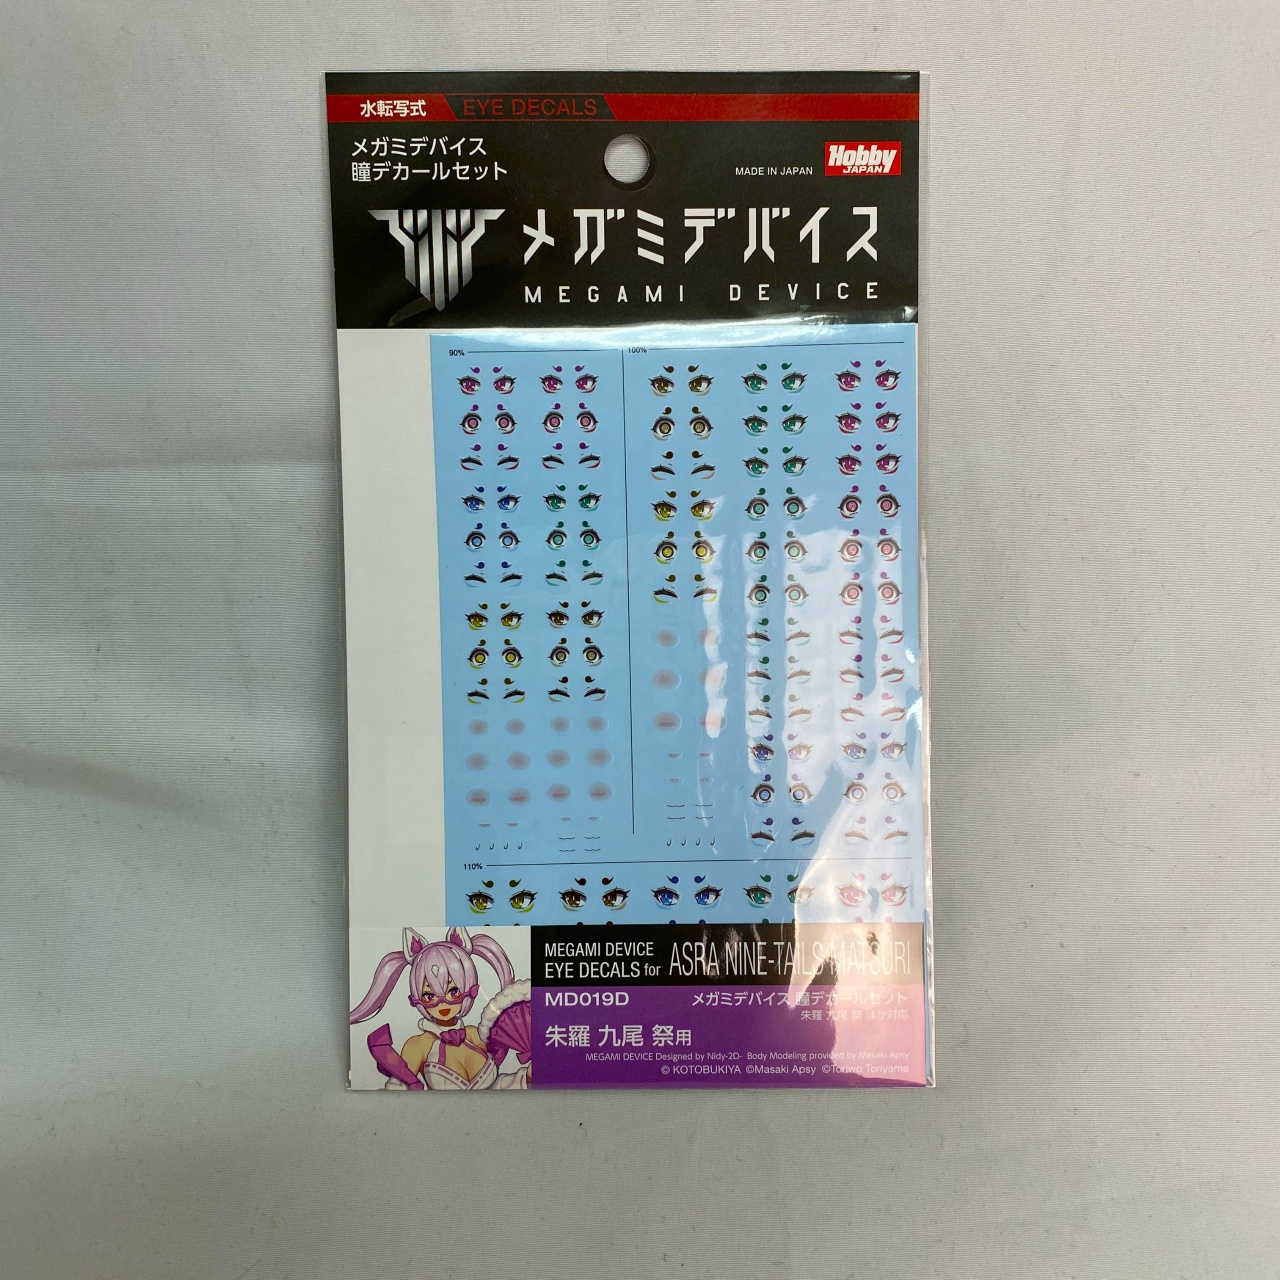 水転写式 EYE DECALS
メガミデバイス
瞳デカールセット
MADE IN JAPAN
Hobby
JAPAN
メガミデバイス
MEGAMI DEVICE
90%
100%
110%
MEGAMI DEVICE
EYE DECALS for ASRA NINE-TAILS MATSURI
MD019D
メガミデバイス 瞳デカールセット
朱羅 九尾 祭 ほか対応
朱羅 九尾 祭用
MEGAMI DEVICE Designed by Nidy-2D- Body Modeling provided by Masaki Apsy
© KOTOBUKIYA ©Masaki Apsy ©Toriwo Toriyama